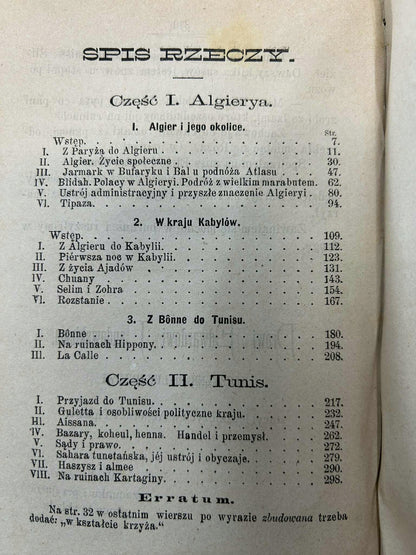 SPIS RZECZY.
Część I. Algierya.
I. Algier i jego okolice.
Str.
Wstęp. 7.
I. Z Paryża do Algieru 11.
II. Algier. Życie społeczne 30.
III. Jarmark w Bufaryku i Bal u podnóża Atlasu 47.
IV. Blidah. Polacy w Algieryi. Podróż z wielkim marabutem. 62.
V. Ustrój administracyjny i przyszłe znaczenie Algieryi 80.
VI. Tipaza. 94.
2. W kraju Kabylów.
Wstęp. 109.
I. Z Algieru do Kabylii. 112.
II. Piérwsza noc w Kabylii. 123.
III. Z życia Ajadów 131.
IV. Chuany 143.
V. Selim i Zohra 154.
VI. Rozstanie 167.
3. Z Bône do Tunisu.
I. Bône 180.
II. Na ruinach Hippony. 194.
III. La Calle 208.
Część II. Tunis.
I. Przyjazd do Tunisu. 217.
II. Guletta i osobliwości polityczne kraju. 232.
III. Aissana. 247.
IV. Bazary, koheul, henna. Handel i przemysł. 262.
V. Sądy i prawo. 272.
VI. Sahara tunetańska, jéj ustrój i obyczaje. 279.
VII. Haszysz i almee 290.
VIII. Na ruinach Kartaginy 298.
Erratum.
Na str. 32 w ostatnim wierszu po wyrazie zbudowana trzeba
dodać: „w kształcie krzyża."